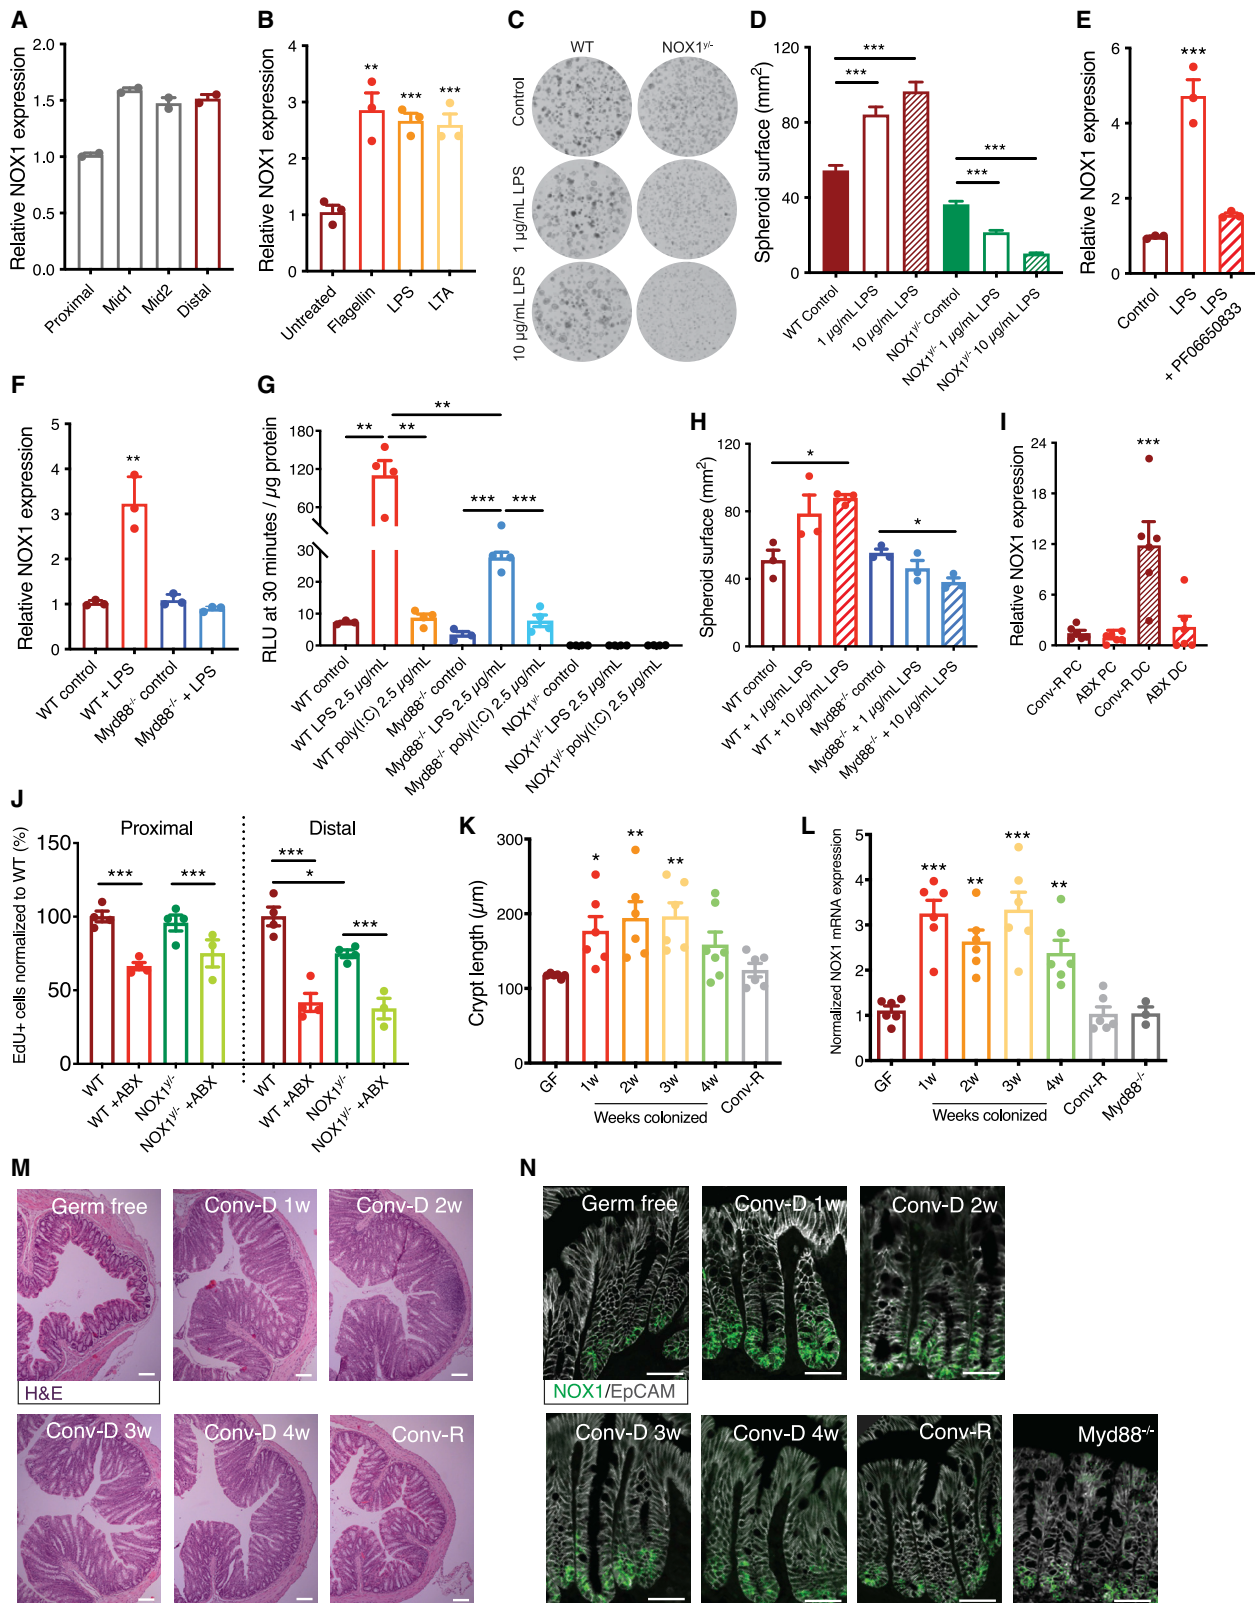 A
Relative NOX1 expression
2.0
1.5
1.0
0.5
0.0
Proximal
Mid1
Mid2
Distal
B
Relative NOX1 expression
4
3
2
1
0
**
***
***
Untreated
Flagellin
LPS
LTA
C
WT
NOX1y/-
Control
1 µg/mL LPS
10 µg/mL LPS
D
Spheroid surface (mm2)
120
80
40
0
***
***
***
***
WT Control
1 µg/mL LPS
10 µg/mL LPS
NOX1y/- Control
NOX1y/- 1 µg/mL LPS
NOX1y/- 10 µg/mL LPS
E
Relative NOX1 expression
6
4
2
0
***
Control
LPS
LPS
+ PF06650833
F
Relative NOX1 expression
5
4
3
2
1
0
**
WT control
WT + LPS
Myd88-/- control
Myd88-/- + LPS
G
RLU at 30 minutes / µg protein
180
120
60
30
20
10
0
**
**
**
***
***
WT control
WT LPS 2.5 µg/mL
WT poly(I:C) 2.5 µg/mL
Myd88-/- control
Myd88-/- LPS 2.5 µg/mL
Myd88-/- poly(I:C) 2.5 µg/mL
NOX1y/- control
NOX1y/- LPS 2.5 µg/mL
NOX1y/- poly(I:C) 2.5 µg/mL
H
Spheroid surface (mm2)
120
80
40
0
*
*
WT control
WT + 1 µg/mL LPS
WT + 10 µg/mL LPS
Myd88-/- control
Myd88-/- + 1 µg/mL LPS
Myd88-/- + 10 µg/mL LPS
I
Relative NOX1 expression
24
18
12
6
0
***
Conv-R PC
ABX PC
Conv-R DC
ABX DC
J
EdU+ cells normalized to WT (%)
150
100
50
0
Proximal
Distal
***
***
***
*
***
WT
WT +ABX
NOX1y/-
NOX1y/- +ABX
WT
WT +ABX
NOX1y/-
NOX1y/- +ABX
K
Crypt length (µm)
300
200
100
0
*
**
**
GF
1w
2w
3w
4w
Conv-R
Weeks colonized
L
Normalized NOX1 mRNA expression
5
4
3
2
1
0
***
**
***
**
GF
1w
2w
3w
4w
Conv-R
Myd88-/-
Weeks colonized
M
Germ free
Conv-D 1w
Conv-D 2w
H&E
Conv-D 3w
Conv-D 4w
Conv-R
N
Germ free
Conv-D 1w
Conv-D 2w
NOX1/EpCAM
Conv-D 3w
Conv-D 4w
Conv-R
Myd88-/-